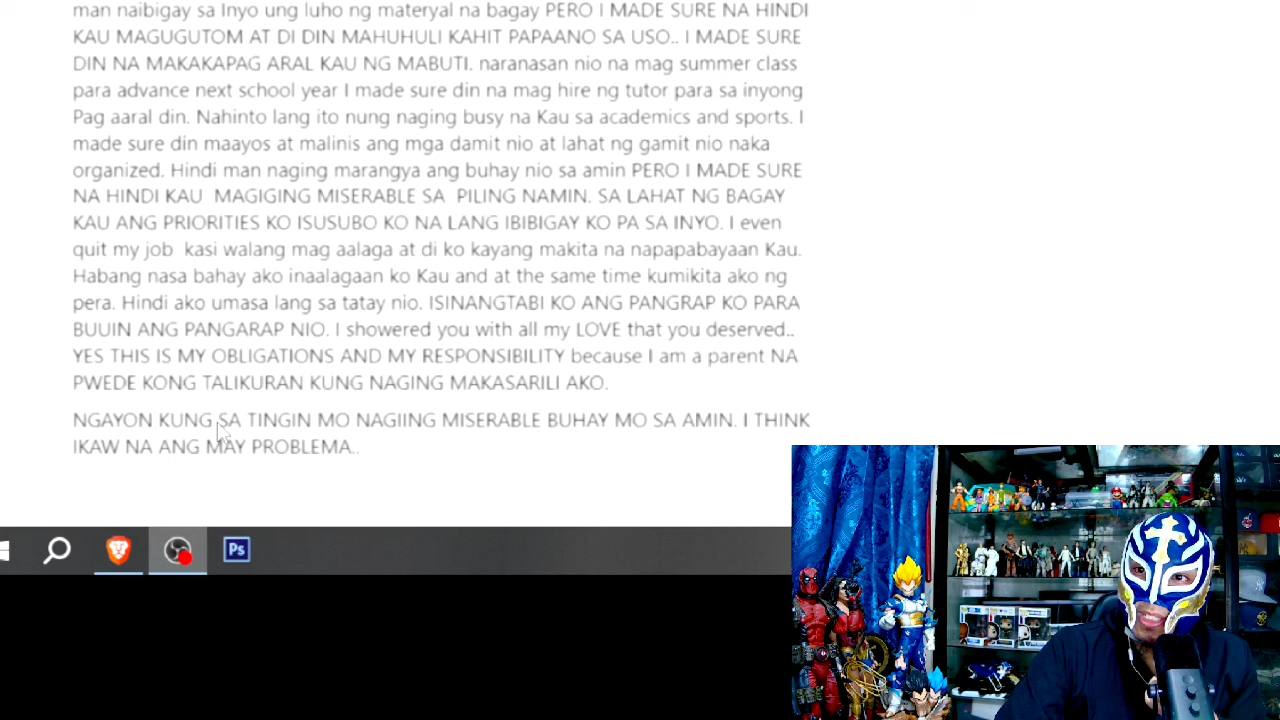 man naibigay sa Inyo ung luho ng materyal na bagay PERO I MADE SURE NA HINDI
KAU MAGUGUTOM AT DI DIN MAHUHULI KAHIT PAPAANO SA USO.. I MADE SURE
DIN NA MAKAKAPAG ARAL KAU NG MABUTI. naranasan nio na mag summer class
para advance next school year I made sure din na mag hire ng tutor para sa inyong
Pag aaral din. Nahinto lang ito nung naging busy na Kau sa academics and sports. I
made sure din maayos at malinis ang mga damit nio at lahat ng gamit nio naka
organized. Hindi man naging marangya ang buhay nio sa amin PERO I MADE SURE
NA HINDI KAU  MAGIGING MISERABLE SA  PILING NAMIN. SA LAHAT NG BAGAY
KAU ANG PRIORITIES KO ISUSUBO KO NA LANG IBIBIGAY KO PA SA INYO. I even
quit my job  kasi walang mag aalaga at di ko kayang makita na napapabayaan Kau.
Habang nasa bahay ako inaalagaan ko Kau and at the same time kumikita ako ng
pera. Hindi ako umasa lang sa tatay nio. ISINANGTABI KO ANG PANGRAP KO PARA
BUUIN ANG PANGARAP NIO. I showered you with all my LOVE that you deserved..
YES THIS IS MY OBLIGATIONS AND MY RESPONSIBILITY because I am a parent NA
PWEDE KONG TALIKURAN KUNG NAGING MAKASARILI AKO.
NGAYON KUNG SA TINGIN MO NAGIING MISERABLE BUHAY MO SA AMIN. I THINK
IKAW NA ANG MAY PROBLEMA..
Ps